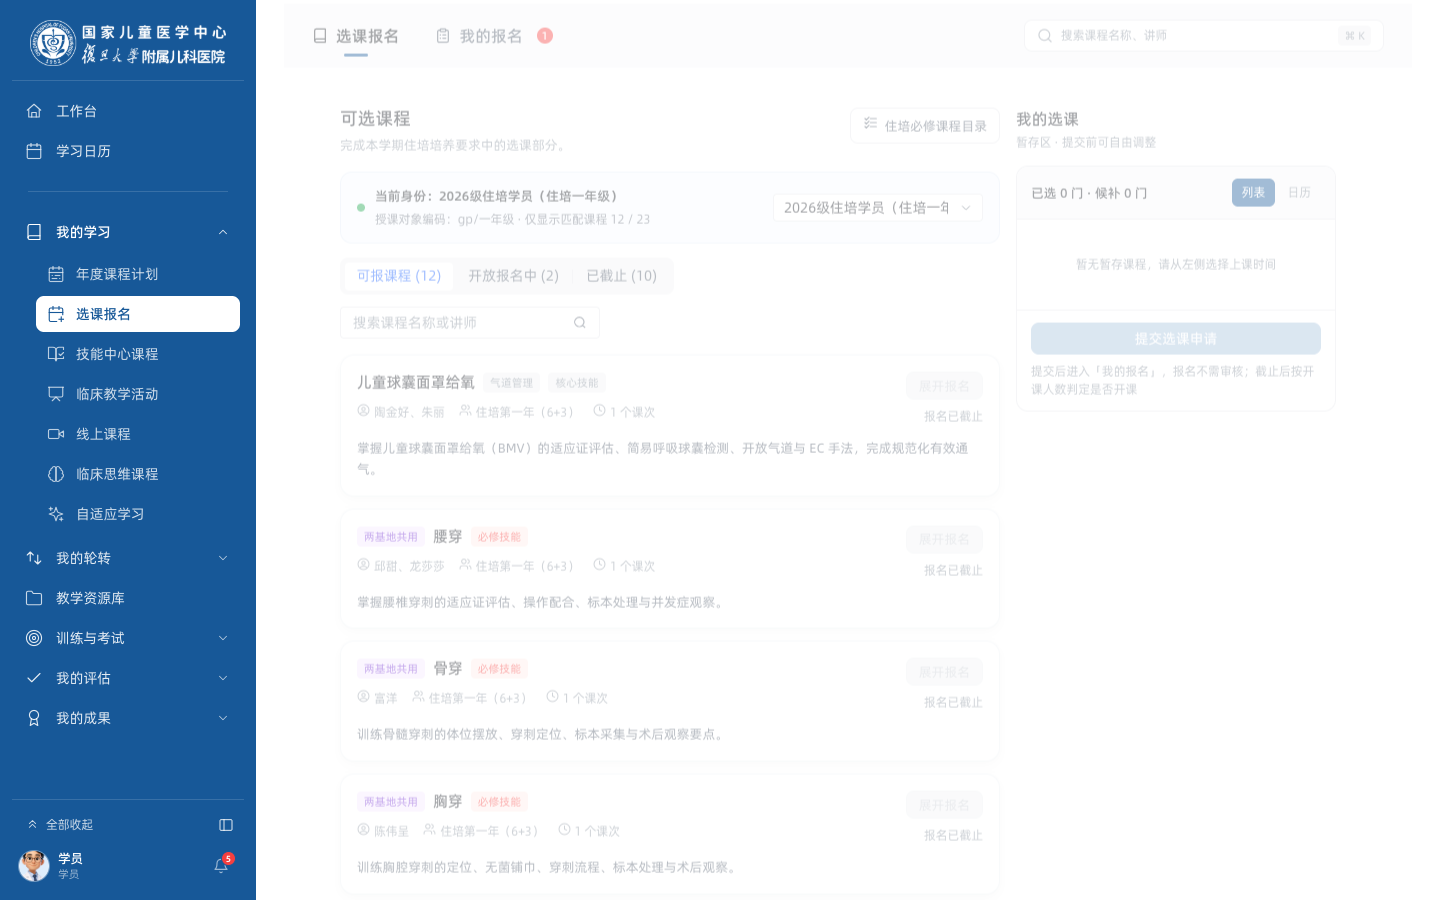 国家儿童医学中心
復旦大学 附属儿科医院
工作台
学习日历
我的学习
年度课程计划
选课报名
技能中心课程
临床教学活动
线上课程
临床思维课程
自适应学习
我的轮转
教学资源库
训练与考试
我的评估
我的成果
全部收起
学员
学员
5
选课报名
我的报名
1
搜索课程名称、讲师
⌘ K
可选课程
完成本学期住培培养要求中的选课部分。
住培必修课程目录
当前身份：2026级住培学员（住培一年级）
授课对象编码：gp/一年级 · 仅显示匹配课程 12 / 23
2026级住培学员（住培一年
可报课程 (12)
开放报名中 (2)
已截止 (10)
搜索课程名称或讲师
儿童球囊面罩给氧
气道管理
核心技能
展开报名
陶金好、朱丽
住培第一年（6+3）
1 个课次
报名已截止
掌握儿童球囊面罩给氧（BMV）的适应证评估、简易呼吸球囊检测、开放气道与 EC 手法，完成规范化有效通
气。
两基地共用
腰穿
必修技能
展开报名
邱甜、龙莎莎
住培第一年（6+3）
1 个课次
报名已截止
掌握腰椎穿刺的适应证评估、操作配合、标本处理与并发症观察。
两基地共用
骨穿
必修技能
展开报名
富洋
住培第一年（6+3）
1 个课次
报名已截止
训练骨髓穿刺的体位摆放、穿刺定位、标本采集与术后观察要点。
两基地共用
胸穿
必修技能
展开报名
陈伟呈
住培第一年（6+3）
1 个课次
报名已截止
训练胸腔穿刺的定位、无菌铺巾、穿刺流程、标本处理与术后观察。
我的选课
暂存区 · 提交前可自由调整
已选 0 门 · 候补 0 门
列表
日历
暂无暂存课程，请从左侧选择上课时间
提交选课申请
提交后进入「我的报名」，报名不需审核；截止后按开
课人数判定是否开课